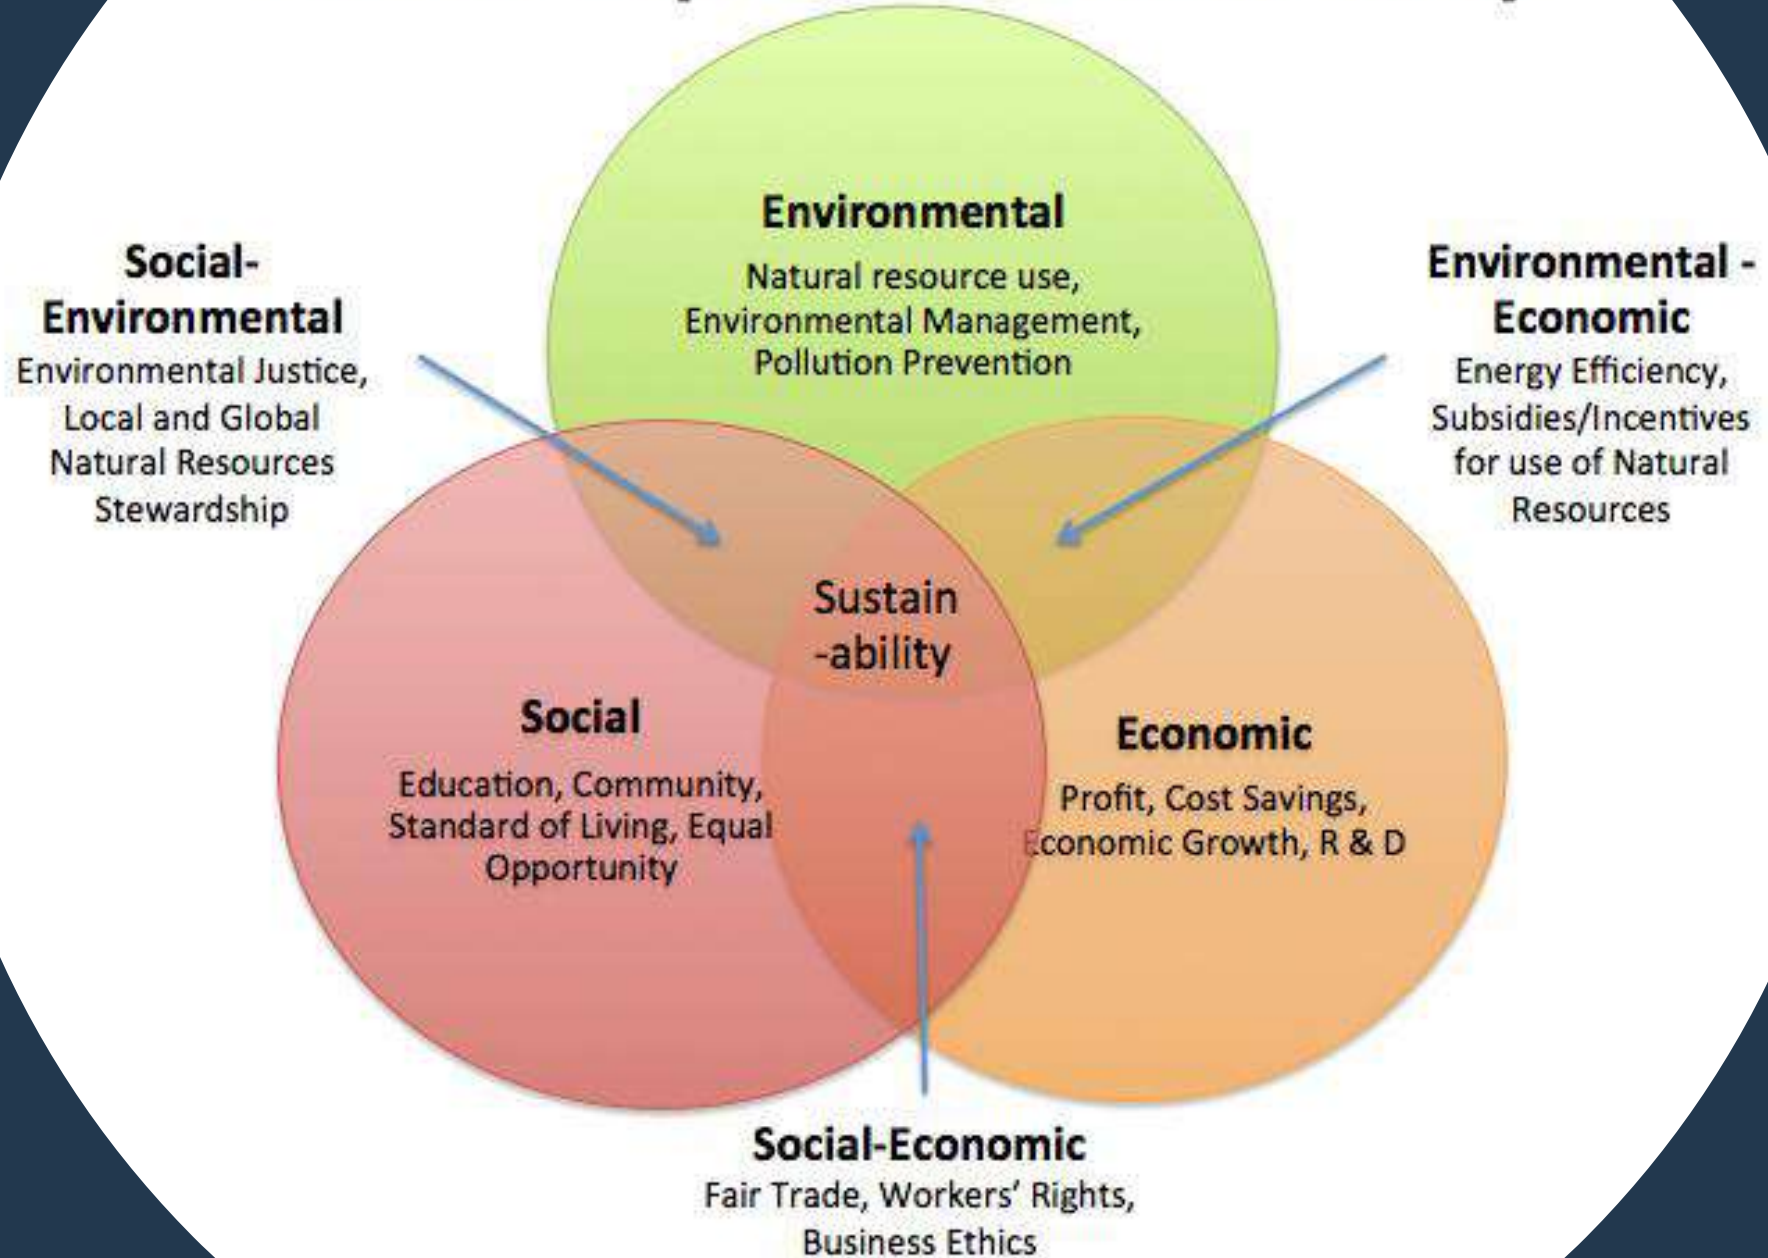 Environmental
Natural resource use,
Environmental Management,
Pollution Prevention
Social-
Environmental
Environmental Justice,
Local and Global
Natural Resources
Stewardship
Environmental -
Economic
Energy Efficiency,
Subsidies/Incentives
for use of Natural
Resources
Sustain
-ability
Social
Education, Community,
Standard of Living, Equal
Opportunity
Economic
Profit, Cost Savings,
Economic Growth, R & D
Social-Economic
Fair Trade, Workers’ Rights,
Business Ethics